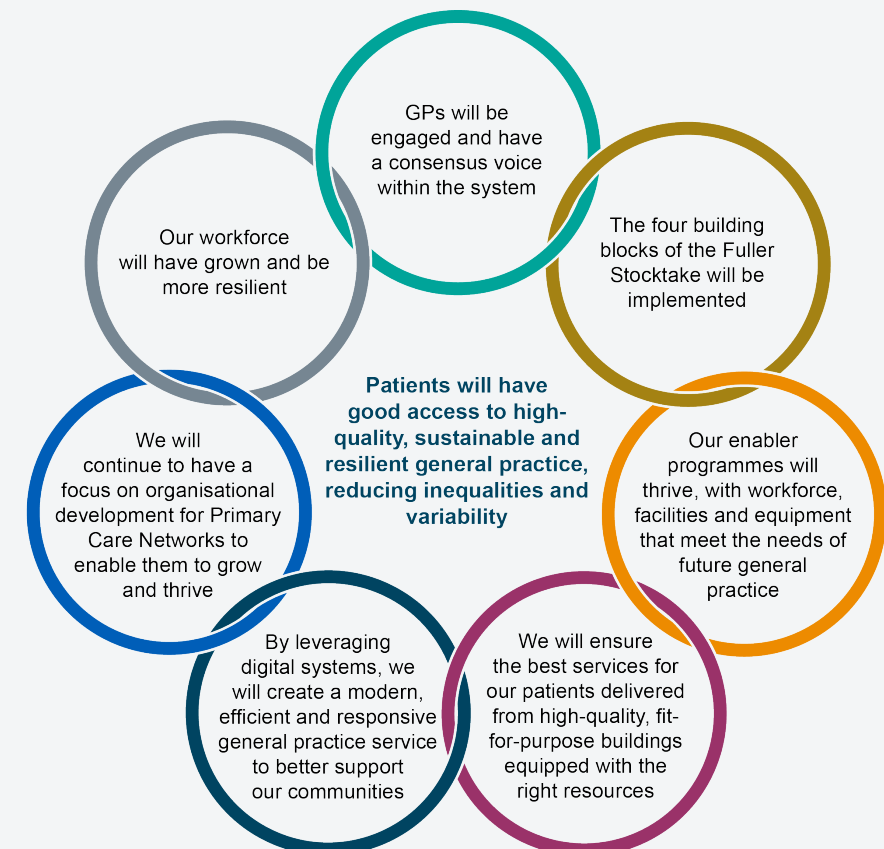 GPs will be
engaged and have
a consensus voice
within the system
The four building
blocks of the Fuller
Stocktake will be
implemented
Our enabler
programmes will
thrive, with workforce,
facilities and equipment
that meet the needs of
future general
practice
We will ensure
the best services for
our patients delivered
from high-quality, fit-
for-purpose buildings
equipped with the
right resources
By leveraging
digital systems, we
will create a modern,
efficient and responsive
general practice service
to better support
our communities
We will
continue to have a
focus on organisational
development for Primary
Care Networks to
enable them to grow
and thrive
Our workforce
will have grown and be
more resilient
Patients will have
good access to high-
quality, sustainable and
resilient general practice,
reducing inequalities and
variability